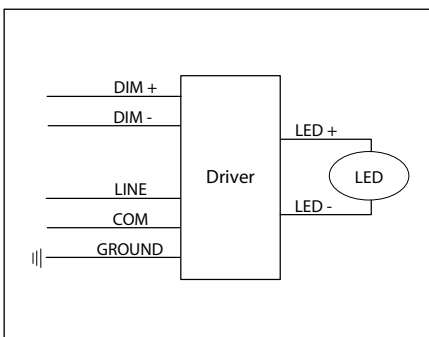 DIM +
DIM -
LINE
COM
GROUND
Driver
LED +
LED -
LED